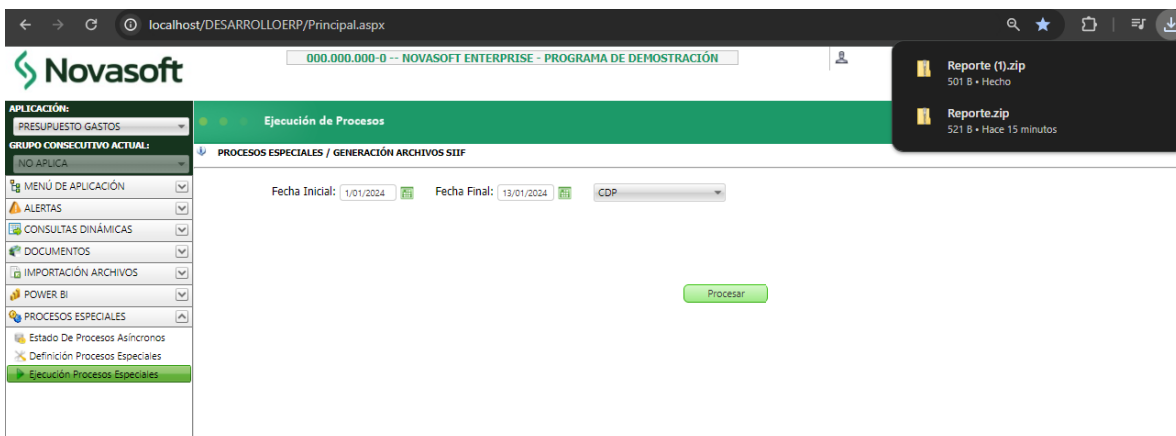 localhost/DESARROLLOERP/Principal.aspx
Novasoft
000.000.000-0 -- NOVASOFT ENTERPRISE - PROGRAMA DE DEMOSTRACIÓN
Reporte (1).zip
501 B • Hecho
Reporte.zip
521 B • Hace 15 minutos
APLICACIÓN:
PRESUPUESTO GASTOS
GRUPO CONSECUTIVO ACTUAL:
NO APLICA
MENÚ DE APLICACIÓN
ALERTAS
CONSULTAS DINÁMICAS
DOCUMENTOS
IMPORTACIÓN ARCHIVOS
POWER BI
PROCESOS ESPECIALES
Estado De Procesos Asíncronos
Definición Procesos Especiales
Ejecución Procesos Especiales
Ejecución de Procesos
PROCESOS ESPECIALES / GENERACIÓN ARCHIVOS SIIF
Fecha Inicial: 1/01/2024 Fecha Final: 13/01/2024 CDP
Procesar